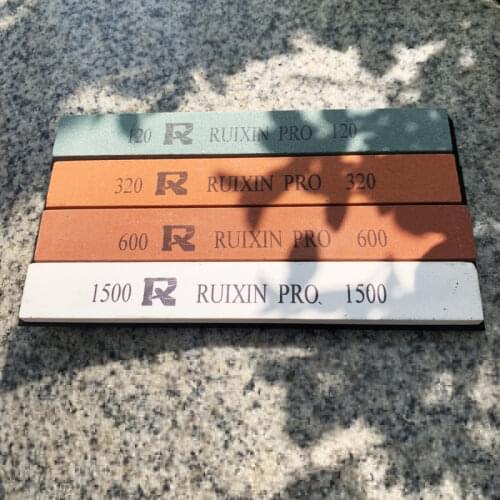 120 R RUIXIN PRO 120
320 R RUIXIN PRO 320
600 R RUIXIN PRO 600
1500 R RUIXIN PRO. 1500